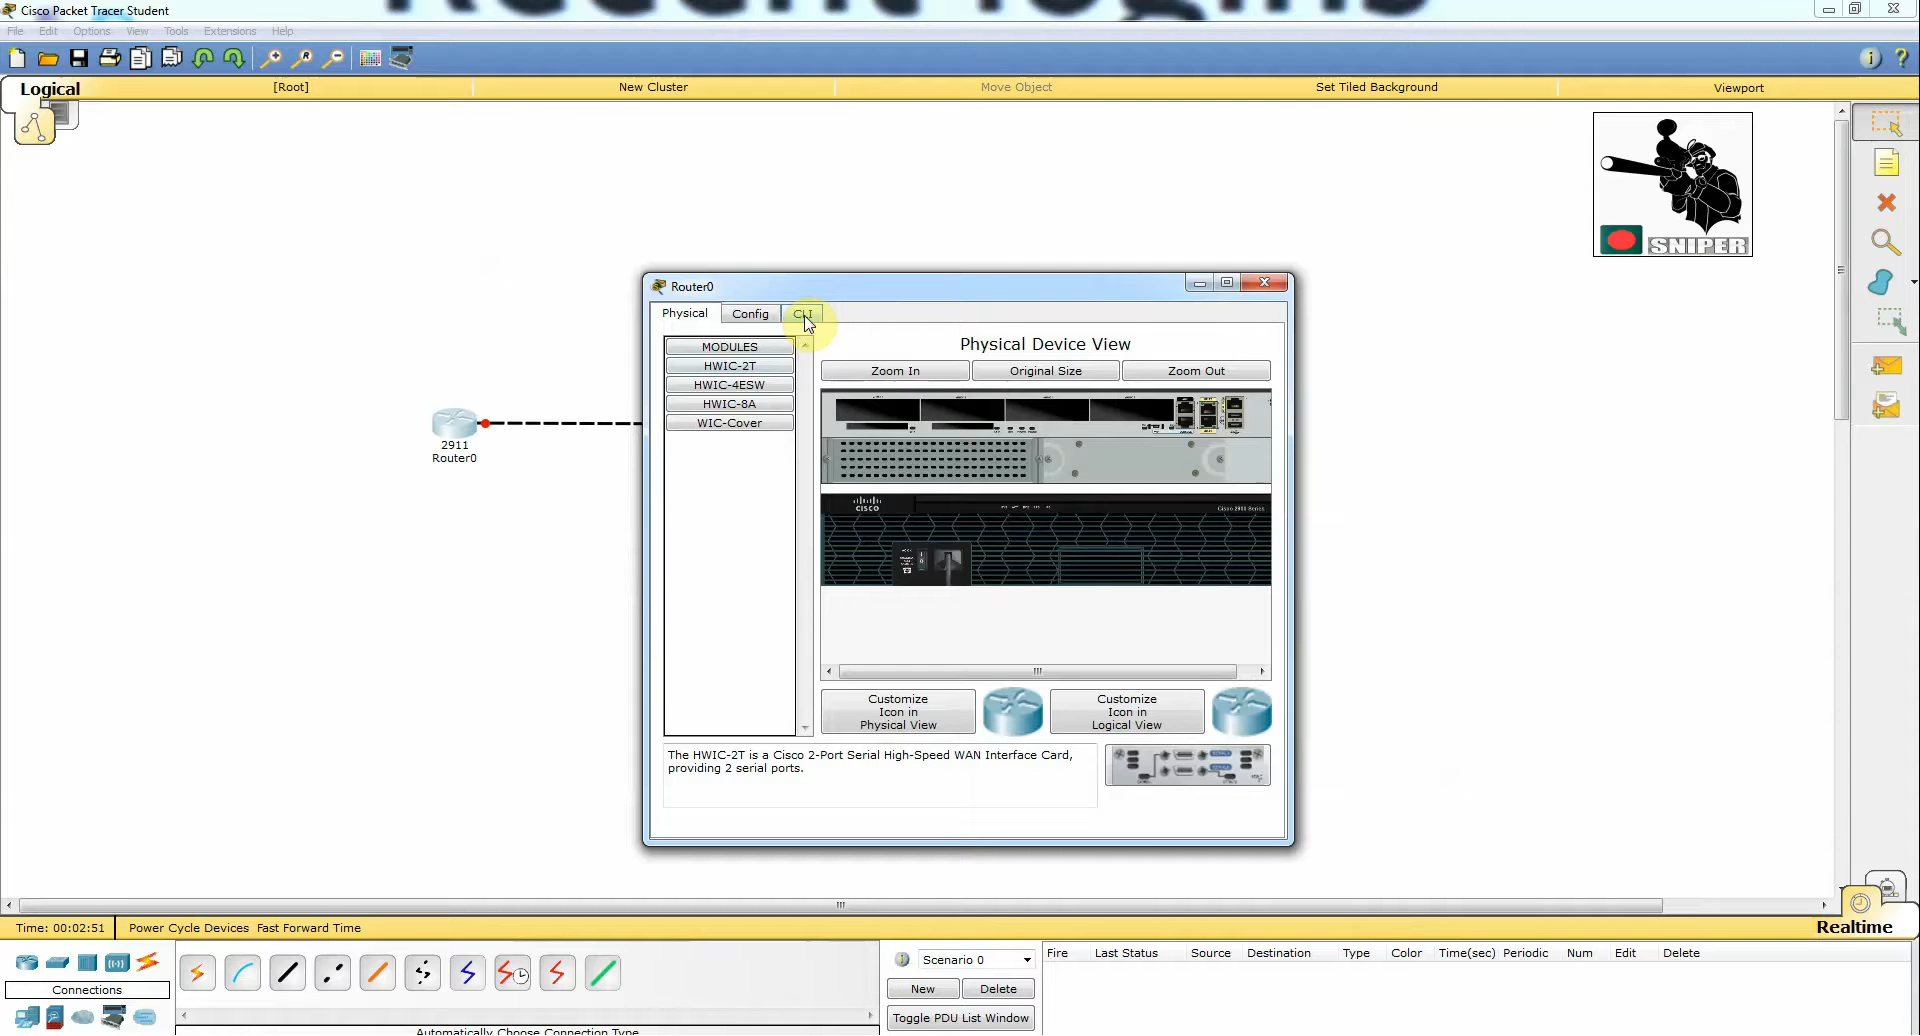 Cisco Packet Tracer Student
File Edit Options View Tools Extensions Help
Logical
[Root]
New Cluster
Move Object
Set Tiled Background
Viewport
SNIPER
Router0
Physical
Config
CLI
MODULES
HWIC-2T
HWIC-4ESW
HWIC-8A
WIC-Cover
Physical Device View
Zoom In
Original Size
Zoom Out
CISCO
Cisco 2900 Series
2911
Router0
Customize
Icon in
Physical View
Customize
Icon in
Logical View
The HWIC-2T is a Cisco 2-Port Serial High-Speed WAN Interface Card,
providing 2 serial ports.
Time: 00:02:51
Power Cycle Devices Fast Forward Time
Realtime
Connections
Automatically Choose Connection Type
Scenario 0
New
Delete
Toggle PDU List Window
Fire Last Status Source Destination Type Color Time(sec) Periodic Num Edit Delete